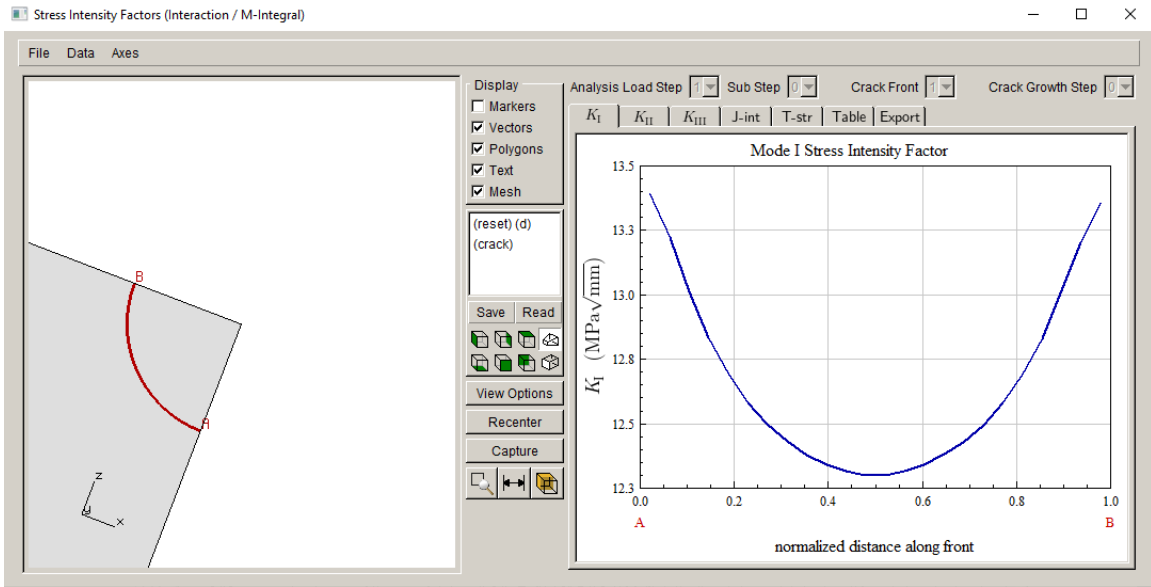 Stress Intensity Factors (Interaction / M-Integral)
File Data Axes
Display
Markers
Vectors
Polygons
Text
Mesh
(reset) (d)
(crack)
Save Read
View Options
Recenter
Capture
B
A
z
y
x
Analysis Load Step 1 Sub Step 0 Crack Front 1 Crack Growth Step 0
KI KII KIII J-int T-str Table Export
Mode I Stress Intensity Factor
13.5
13.3
13.0
12.8
12.5
12.3
KI (MPa√mm)
0.0 0.2 0.4 0.6 0.8 1.0
A B
normalized distance along front